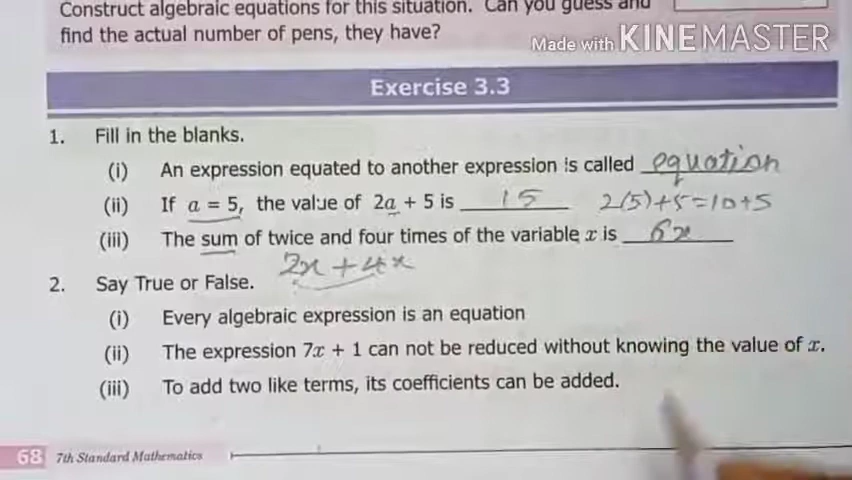 Construct algebraic equations for this situation. Can you guess and
find the actual number of pens, they have?
Made with KINEMASTER
Exercise 3.3
1. Fill in the blanks.
(i) An expression equated to another expression is called equation
(ii) If a = 5, the value of 2a + 5 is 15 2(5)+5=10+5
(iii) The sum of twice and four times of the variable x is 6x
2x + 4x
2. Say True or False.
(i) Every algebraic expression is an equation
(ii) The expression 7x + 1 can not be reduced without knowing the value of x.
(iii) To add two like terms, its coefficients can be added.
68 7th Standard Mathematics